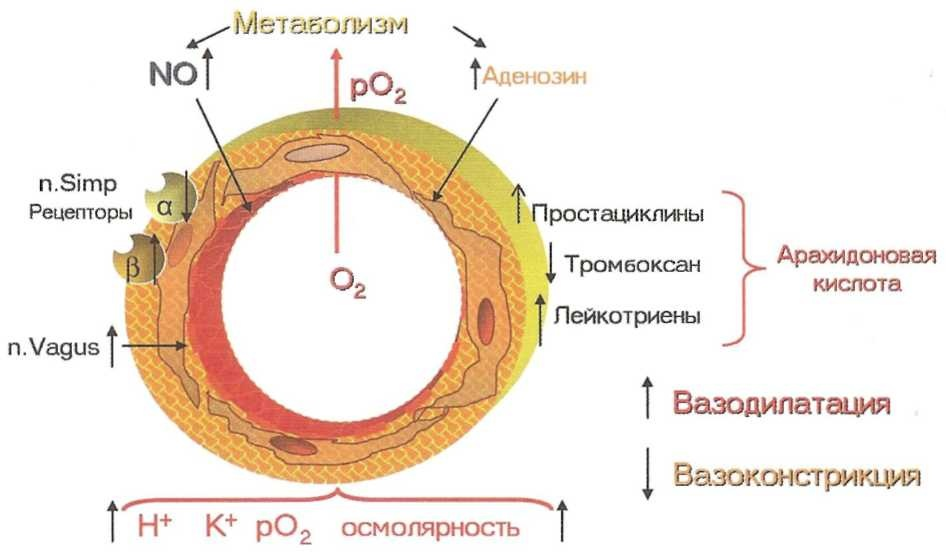 Метаболизм
NO
pO₂
Аденозин
n.Simp
Рецепторы
α
β
n.Vagus
O₂
Простациклины
Тромбоксан
Лейкотриены
Арахидоновая
кислота
Вазодилатация
Вазоконстрикция
H⁺ K⁺ pO₂ осмолярность